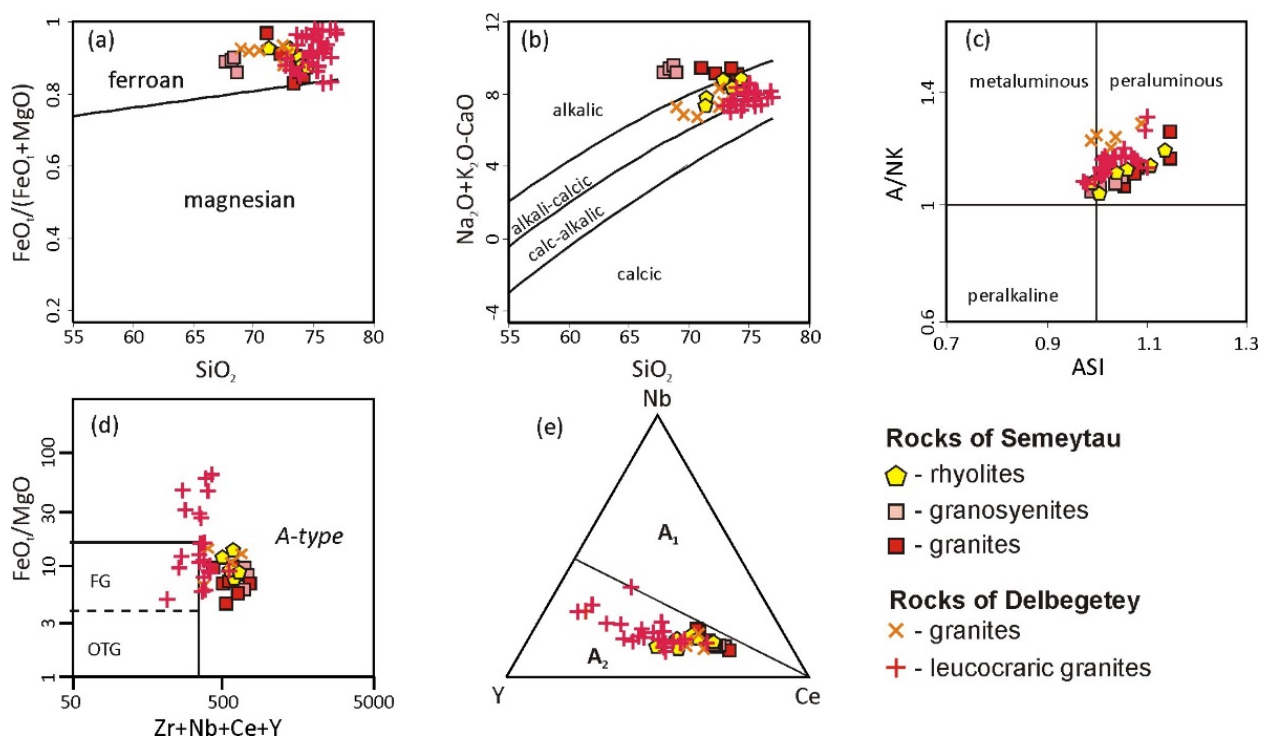 (a)
ferroan
magnesian
FeOt/(FeOt+MgO)
1
0.8
0.6
0.4
0.2
55
60
65
70
75
80
SiO2
(b)
alkalic
alkali-calcic
calc-alkalic
calcic
Na2O+K2O-CaO
12
8
4
0
-4
55
60
65
70
75
80
SiO2
(c)
metaluminous
peraluminous
peralkaline
A/NK
1.4
1
0.6
0.7
0.9
1.1
1.3
ASI
(d)
A-type
FG
OTG
FeOt/MgO
100
30
10
3
1
50
500
5000
Zr+Nb+Ce+Y
(e)
Nb
A1
A2
Y
Ce
Rocks of Semeytau
- rhyolites
- granosyenites
- granites
Rocks of Delbegetey
- granites
- leucocraric granites